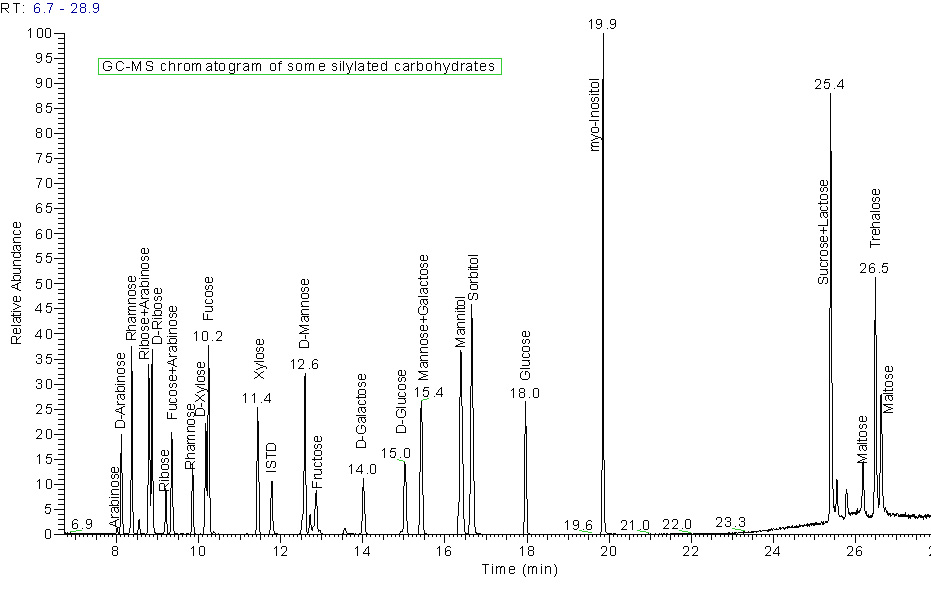 RT: 6.7 - 28.9
19.9
100
95
GC-MS chromatogram of some silylated carbohydrates
90
25.4
85
80
75
70
65
60
55
50
45
40
35
30
25
20
15
10
5
0
Relative Abundance
6.9
Arabinose
D-Arabinose
Rhamnose
Ribose+Arabinose
D-Ribose
Ribose
Fucose+Arabinose
Rhamnose
D-Xylose
Fucose
10.2
Xylose
11.4
ISTD
D-Mannose
12.6
Fructose
D-Galactose
14.0
D-Glucose
15.0
Mannose+Galactose
15.4
Mannitol
Sorbitol
Glucose
18.0
myo-Inositol
19.6
21.0
22.0
23.3
Sucrose+Lactose
Maltose
Trehalose
26.5
Maltose
8 10 12 14 16 18 20 22 24 26
Time (min)